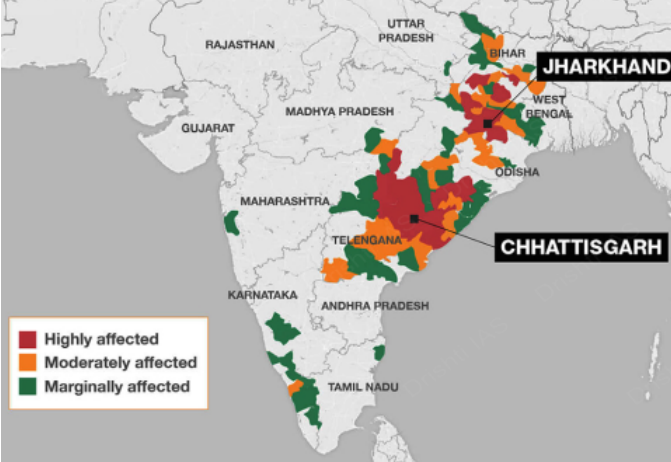 UTTAR
PRADESH
RAJASTHAN
BIHAR
JHARKHAND
WEST
BENGAL
MADHYA PRADESH
GUJARAT
ODISHA
MAHARASHTRA
TELENGANA
CHHATTISGARH
KARNATAKA
ANDHRA PRADESH
Highly affected
Moderately affected
Marginally affected
TAMIL NADU